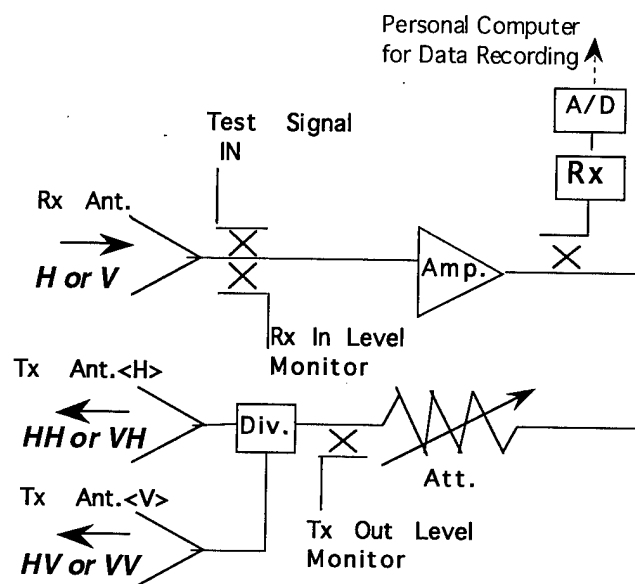 Personal Computer
for Data Recording
A/D
Test Signal
IN
Rx
Rx Ant.
H or V
Amp.
Rx In Level
Monitor
Tx Ant.<H>
HH or VH
Div.
Att.
Tx Ant.<V>
HV or VV
Tx Out Level
Monitor